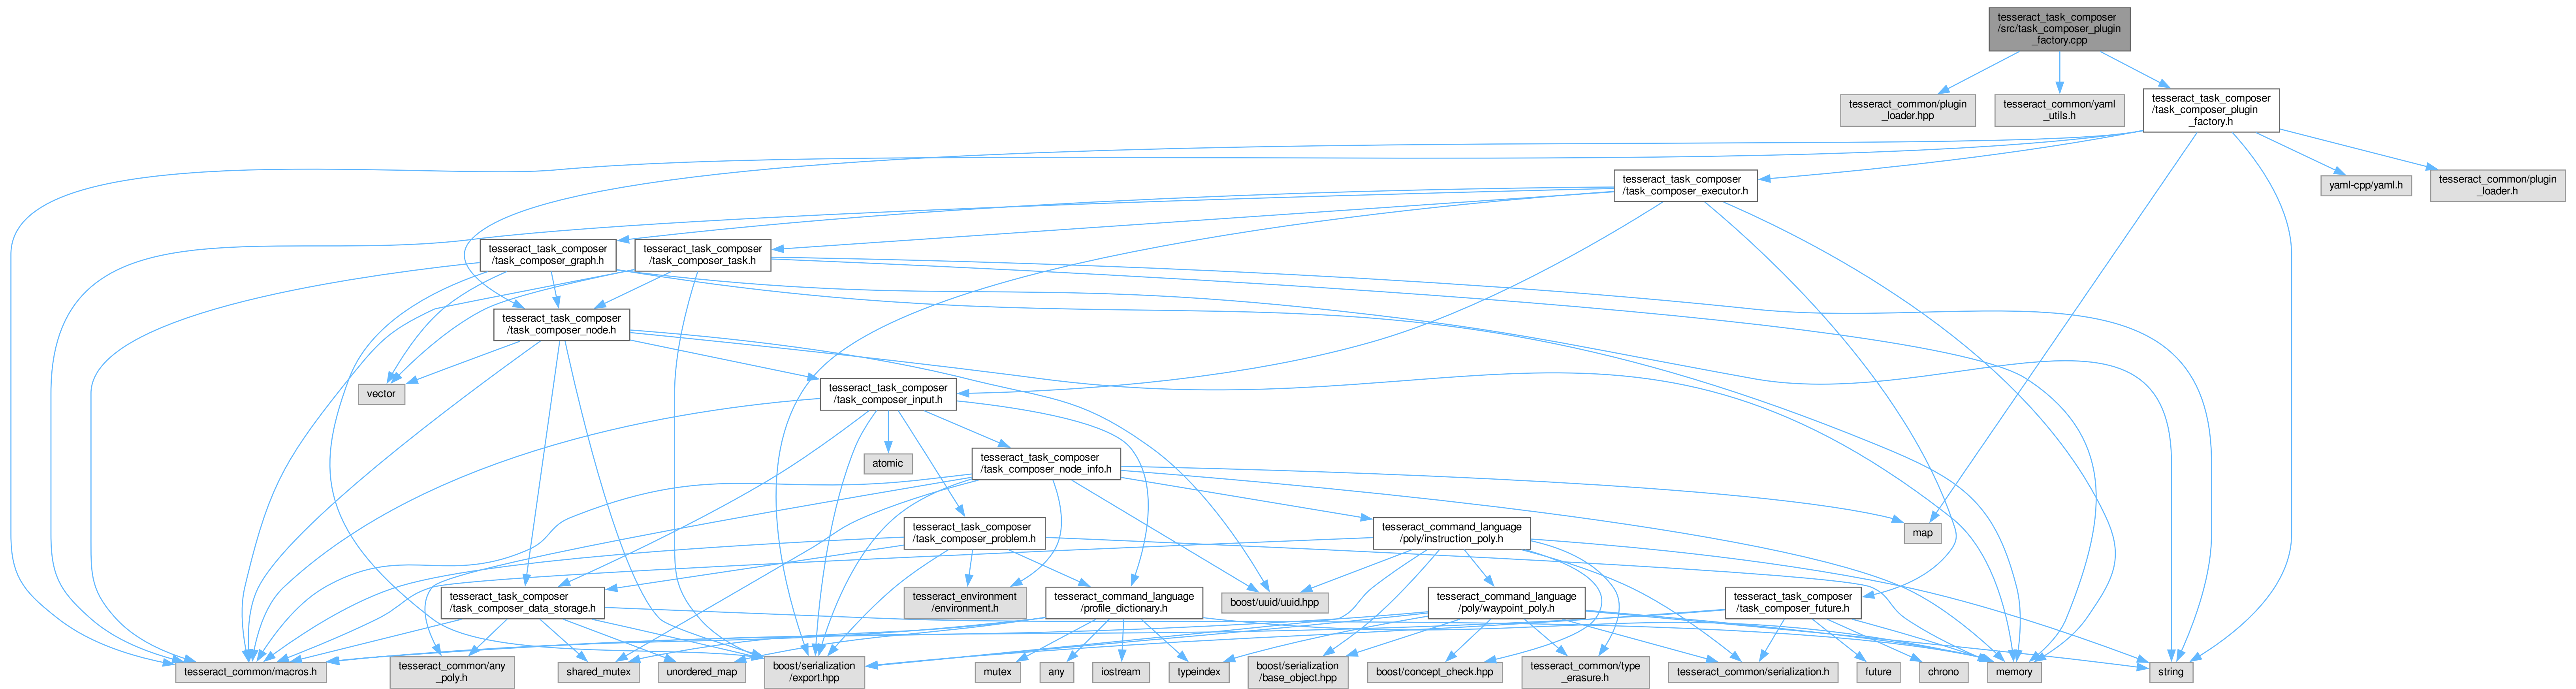 tesseract_task_composer
/src/task_composer_plugin
_factory.cpp
tesseract_common/plugin
_loader.hpp
tesseract_common/yaml
_utils.h
tesseract_task_composer
/task_composer_plugin
_factory.h
tesseract_task_composer
/task_composer_executor.h
yaml-cpp/yaml.h
tesseract_common/plugin
_loader.h
tesseract_task_composer
/task_composer_graph.h
tesseract_task_composer
/task_composer_task.h
tesseract_task_composer
/task_composer_node.h
vector
tesseract_task_composer
/task_composer_input.h
atomic
tesseract_task_composer
/task_composer_node_info.h
tesseract_task_composer
/task_composer_problem.h
tesseract_command_language
/poly/instruction_poly.h
map
tesseract_task_composer
/task_composer_data_storage.h
tesseract_environment
/environment.h
tesseract_command_language
/profile_dictionary.h
boost/uuid/uuid.hpp
tesseract_command_language
/poly/waypoint_poly.h
tesseract_task_composer
/task_composer_future.h
tesseract_common/macros.h
tesseract_common/any
_poly.h
shared_mutex
unordered_map
boost/serialization
/export.hpp
mutex
any
iostream
typeindex
boost/serialization
/base_object.hpp
boost/concept_check.hpp
tesseract_common/type
_erasure.h
tesseract_common/serialization.h
future
chrono
memory
string